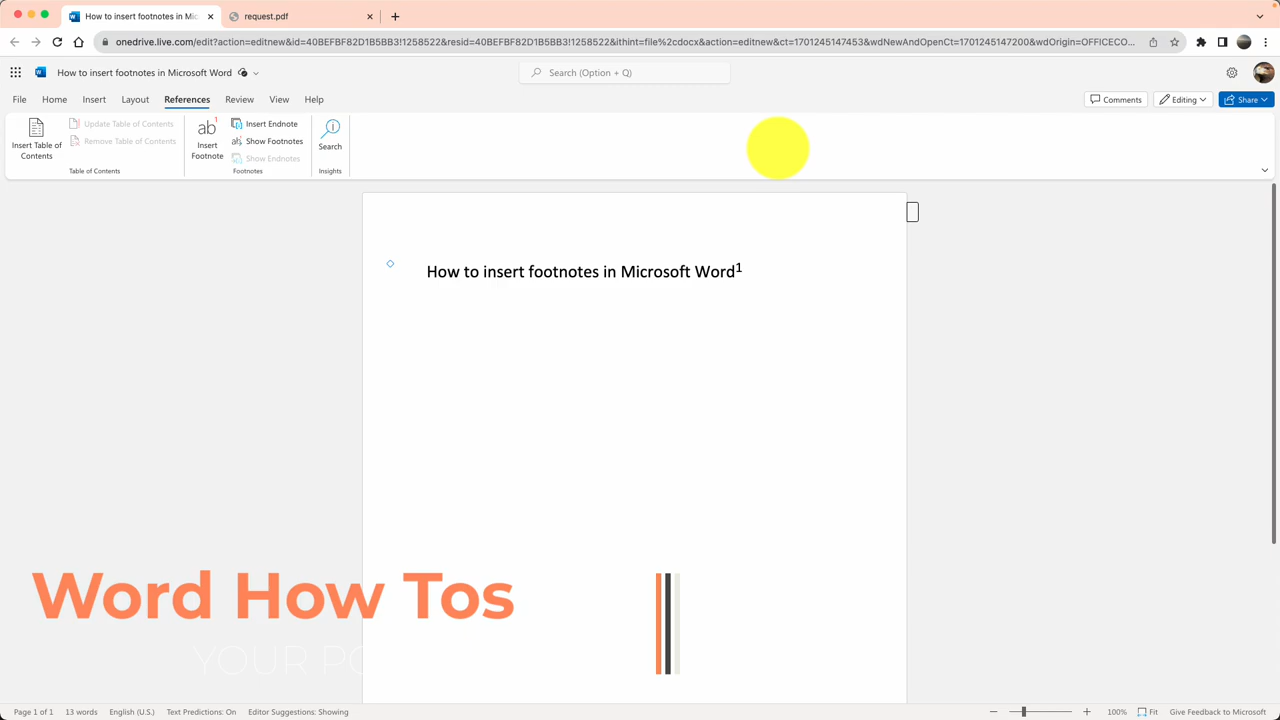 How to insert footnotes in Mic
request.pdf
onedrive.live.com/edit?action=editnew&id=40BEFBF82D1B5BB3!1258522&resid=40BEFBF82D1B5BB3!1258522&ithint=file%2cdocx&action=editnew&ct=1701245147453&wdNewAndOpenCt=1701245147200&wdOrigin=OFFICECO...
How to insert footnotes in Microsoft Word
Search (Option + Q)
File Home Insert Layout References Review View Help
Comments Editing Share
Insert Table of Contents
Update Table of Contents
Remove Table of Contents
Table of Contents
ab1
Insert Footnote
Insert Endnote
Show Footnotes
Show Endnotes
Footnotes
Search
Insights
How to insert footnotes in Microsoft Word1
Word How Tos
YOUR
Page 1 of 1 13 words English (U.S.) Text Predictions: On Editor Suggestions: Showing
100% Fit Give Feedback to Microsoft